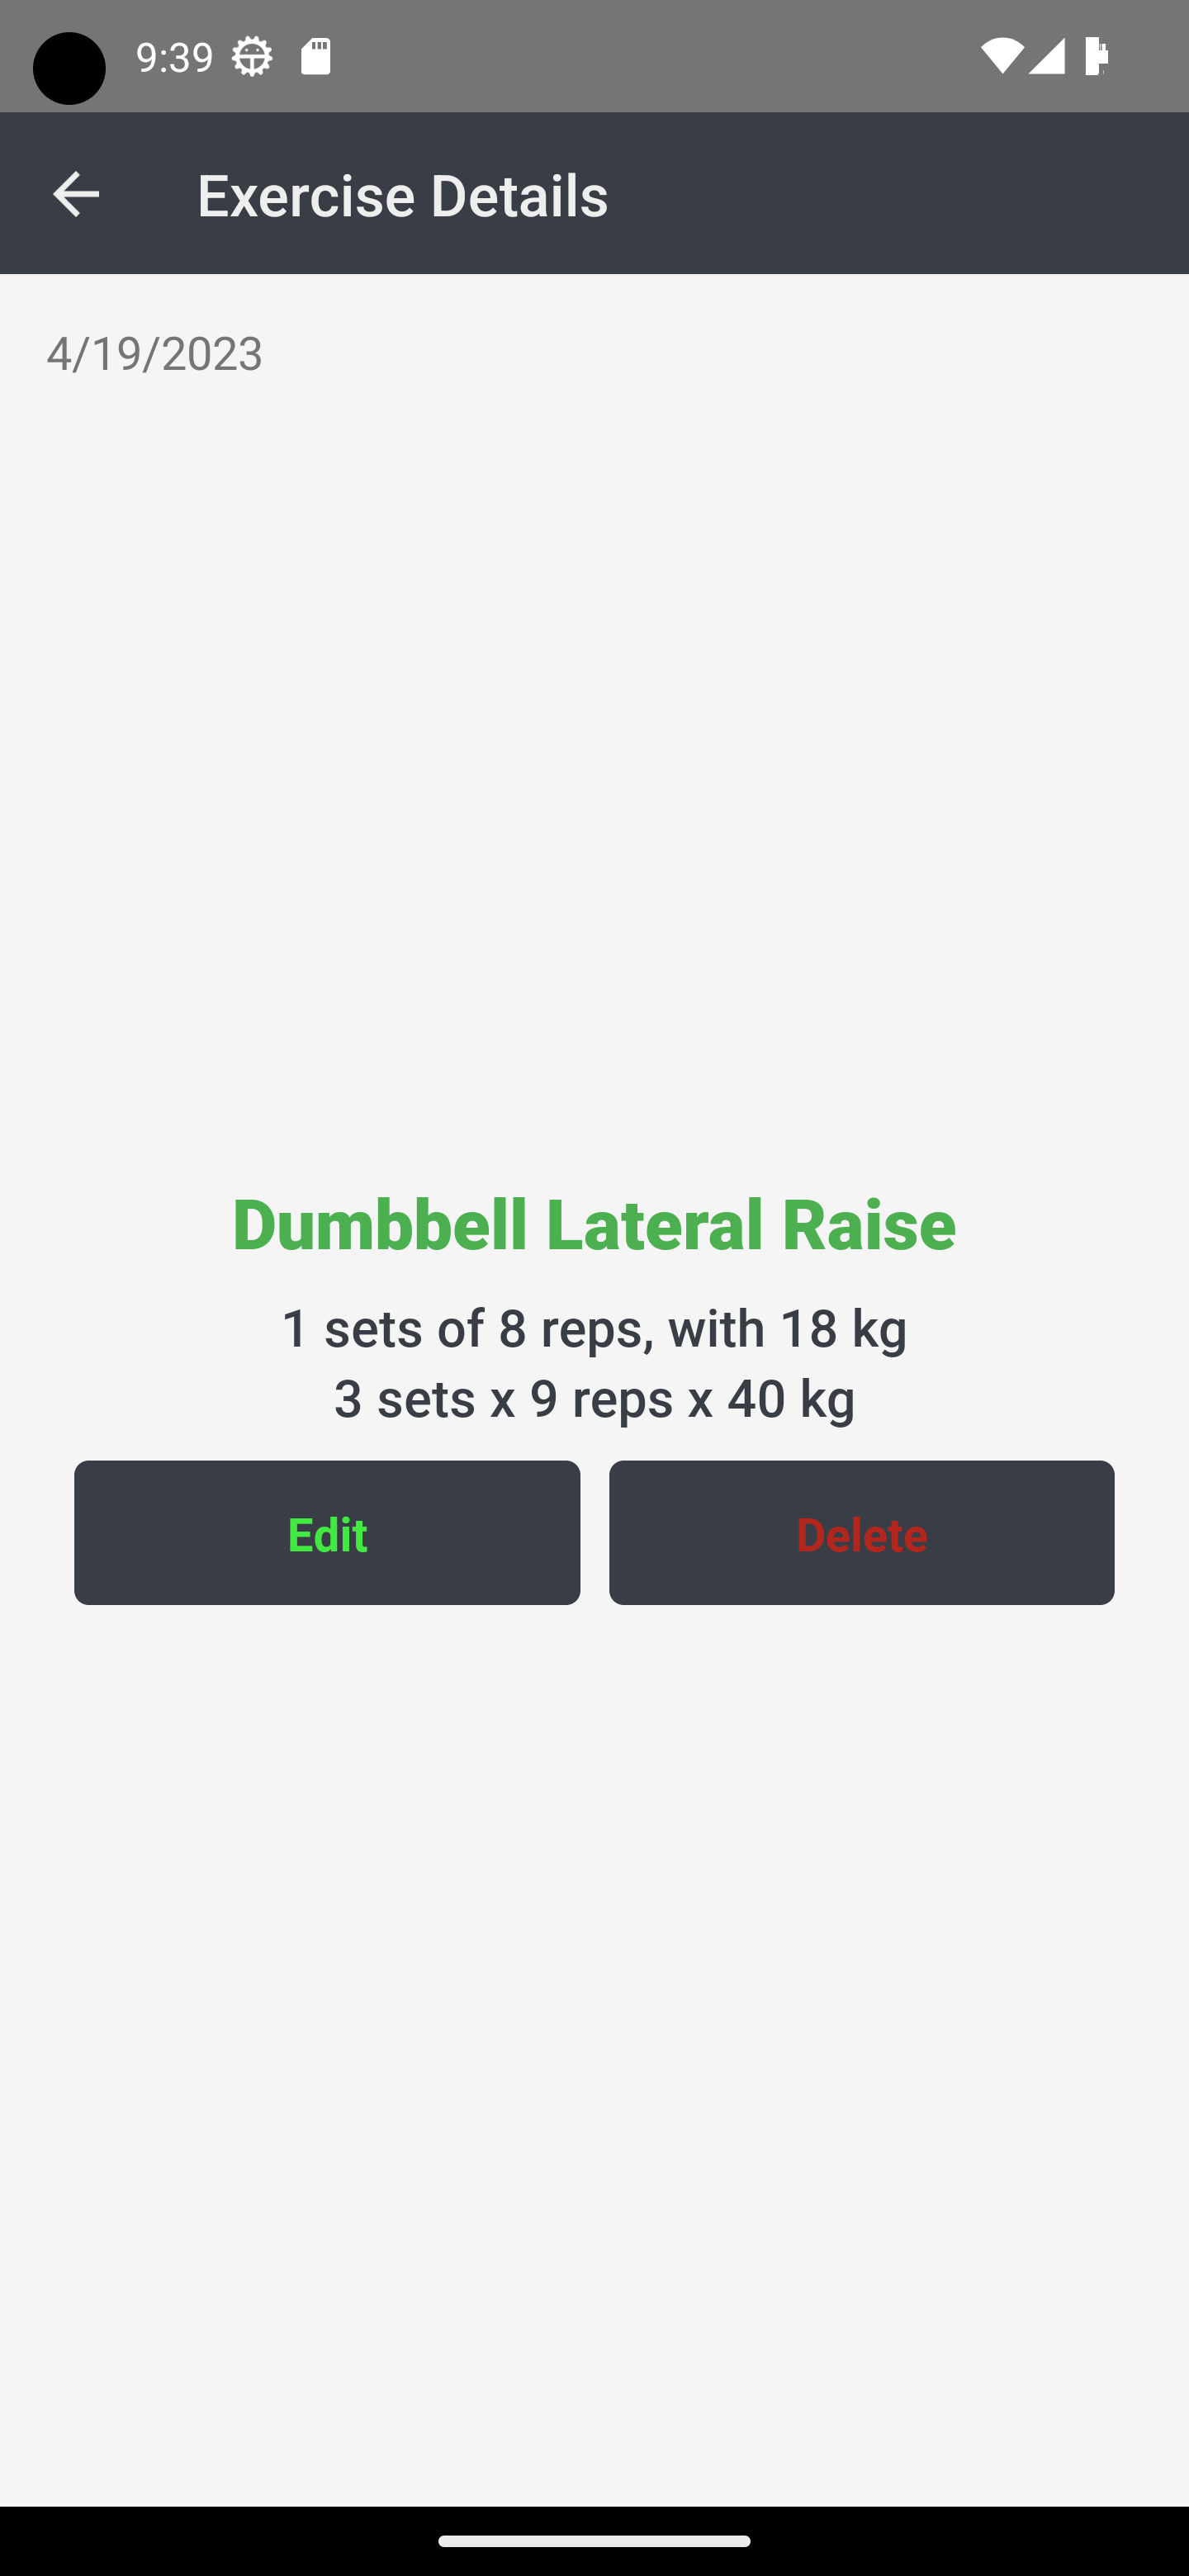 9:39
Exercise Details
4/19/2023
Dumbbell Lateral Raise
1 sets of 8 reps, with 18 kg
3 sets x 9 reps x 40 kg
Edit
Delete